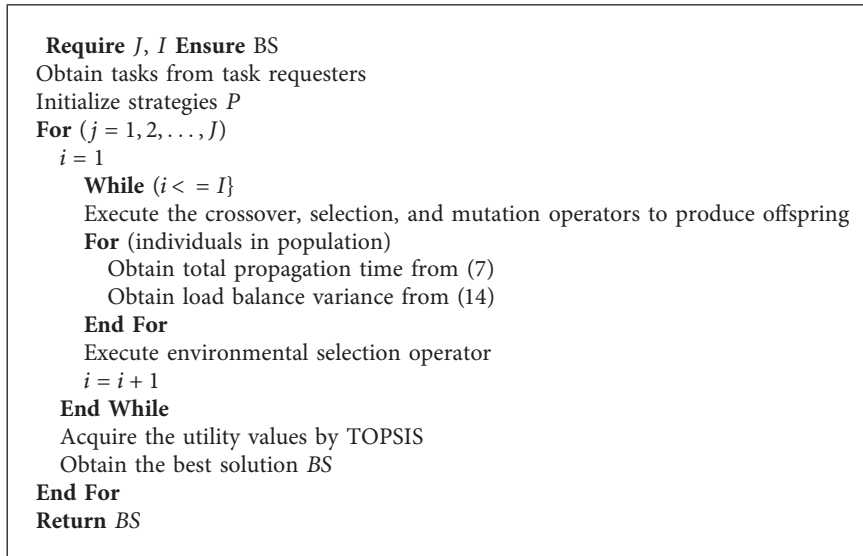 Require J, I Ensure BS
Obtain tasks from task requesters
Initialize strategies P
For (j = 1, 2, . . . , J)
i = 1
While (i < = I}
Execute the crossover, selection, and mutation operators to produce offspring
For (individuals in population)
Obtain total propagation time from (7)
Obtain load balance variance from (14)
End For
Execute environmental selection operator
i = i + 1
End While
Acquire the utility values by TOPSIS
Obtain the best solution BS
End For
Return BS